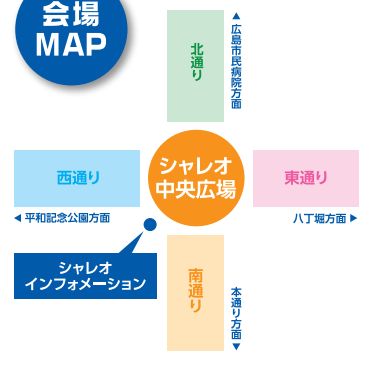 会場
MAP
▲広島市民病院方面
北通り
西通り
シャレオ
中央広場
東通り
◀ 平和記念公園方面
八丁堀方面 ▶
シャレオ
インフォメーション
南通り
本通り方面▼